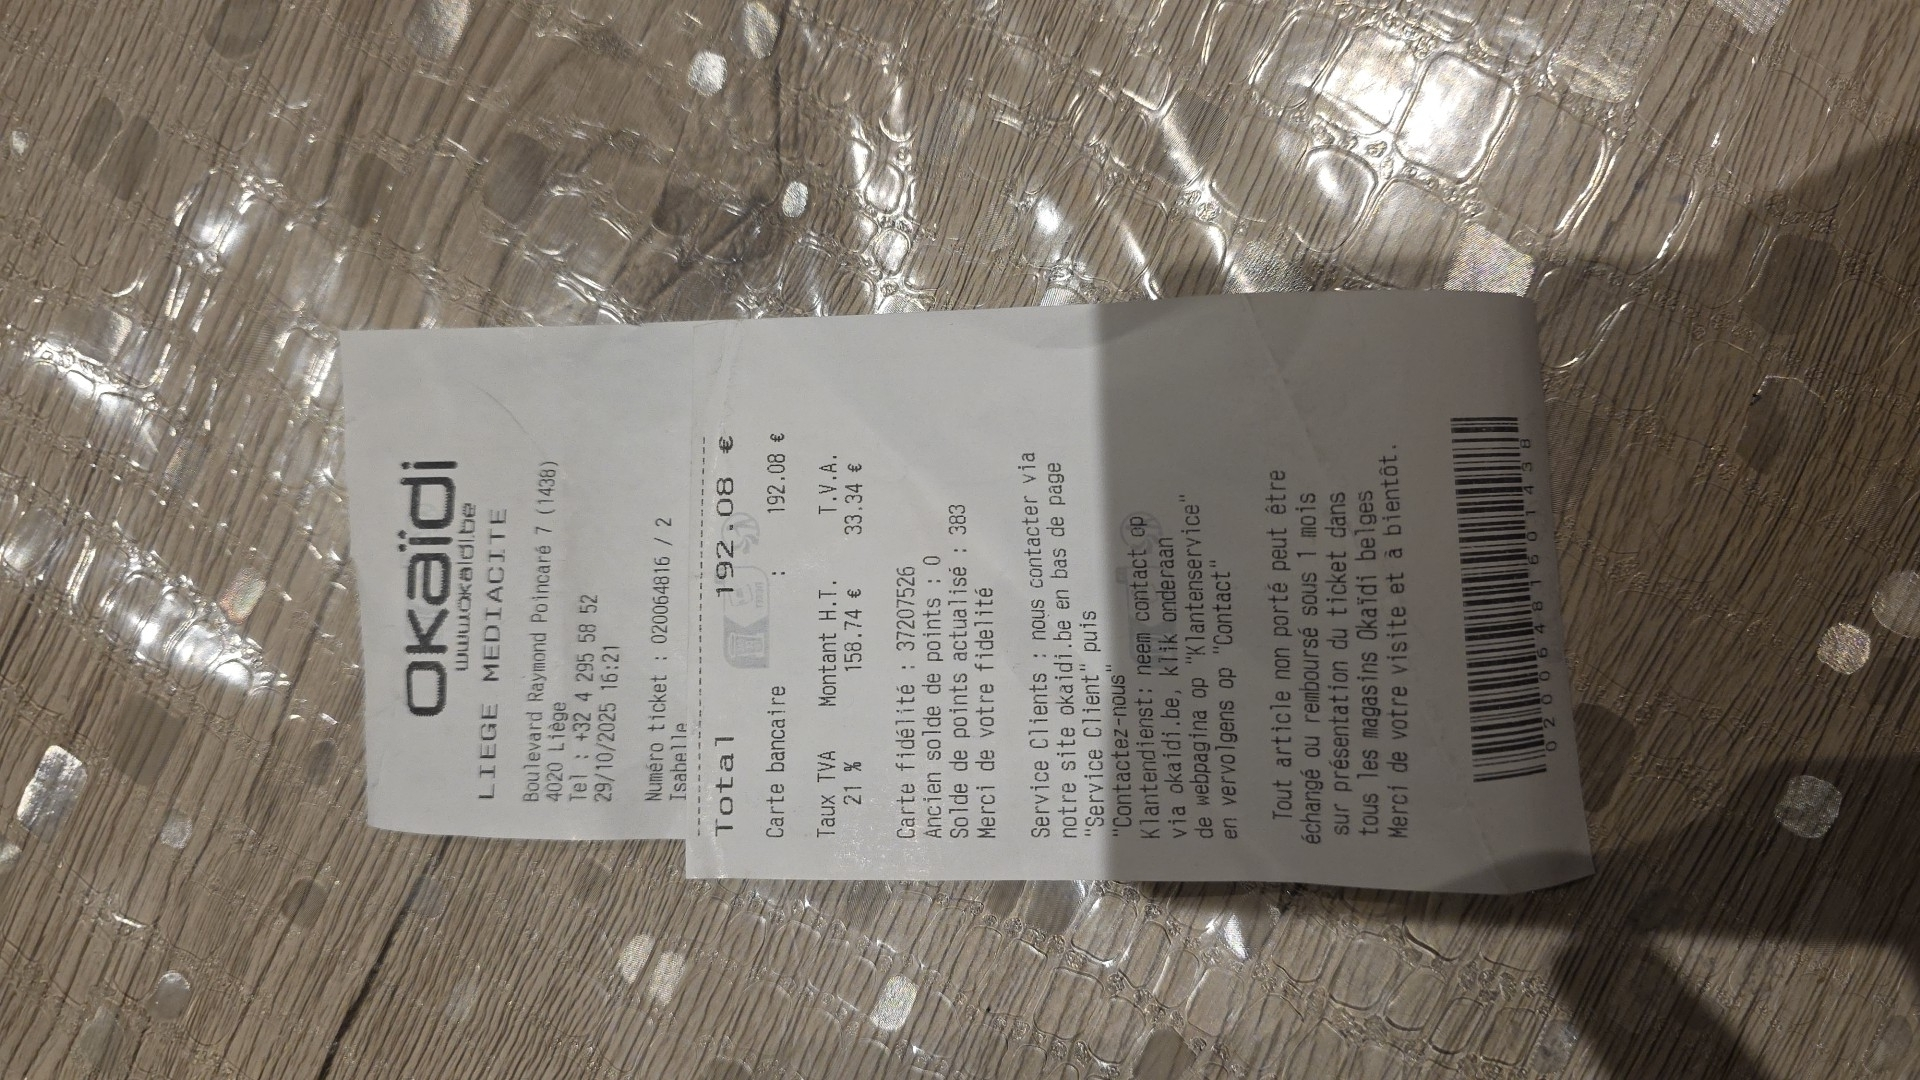 OKAÏDI
www.okaidi.be
LIEGE MEDIACITE
Boulevard Raymond Poincaré 7 (1438)
4020 Liège
Tel : +32 4 295 58 52
29/10/2025 16:21
Numéro ticket : 020064816 / 2
Isabelle
Total 192.08 €
Carte bancaire : 192.08 €
Taux TVA Montant H.T. T.V.A.
21 % 158.74 € 33.34 €
Carte fidélité : 37207526
Ancien solde de points : 0
Solde de points actualisé : 383
Merci de votre fidelité
Service Clients : nous contacter via
notre site okaidi.be en bas de page
"Service Client" puis
"Contactez-nous"
Klantendienst: neem contact op
via okaidi.be, klik onderaan
de webpagina op "Klantenservice"
en vervolgens op "Contact"
Tout article non porté peut être
échangé ou remboursé sous 1 mois
sur présentation du ticket dans
tous les magasins Okaïdi belges
Merci de votre visite et à bientôt.
0200648161601438